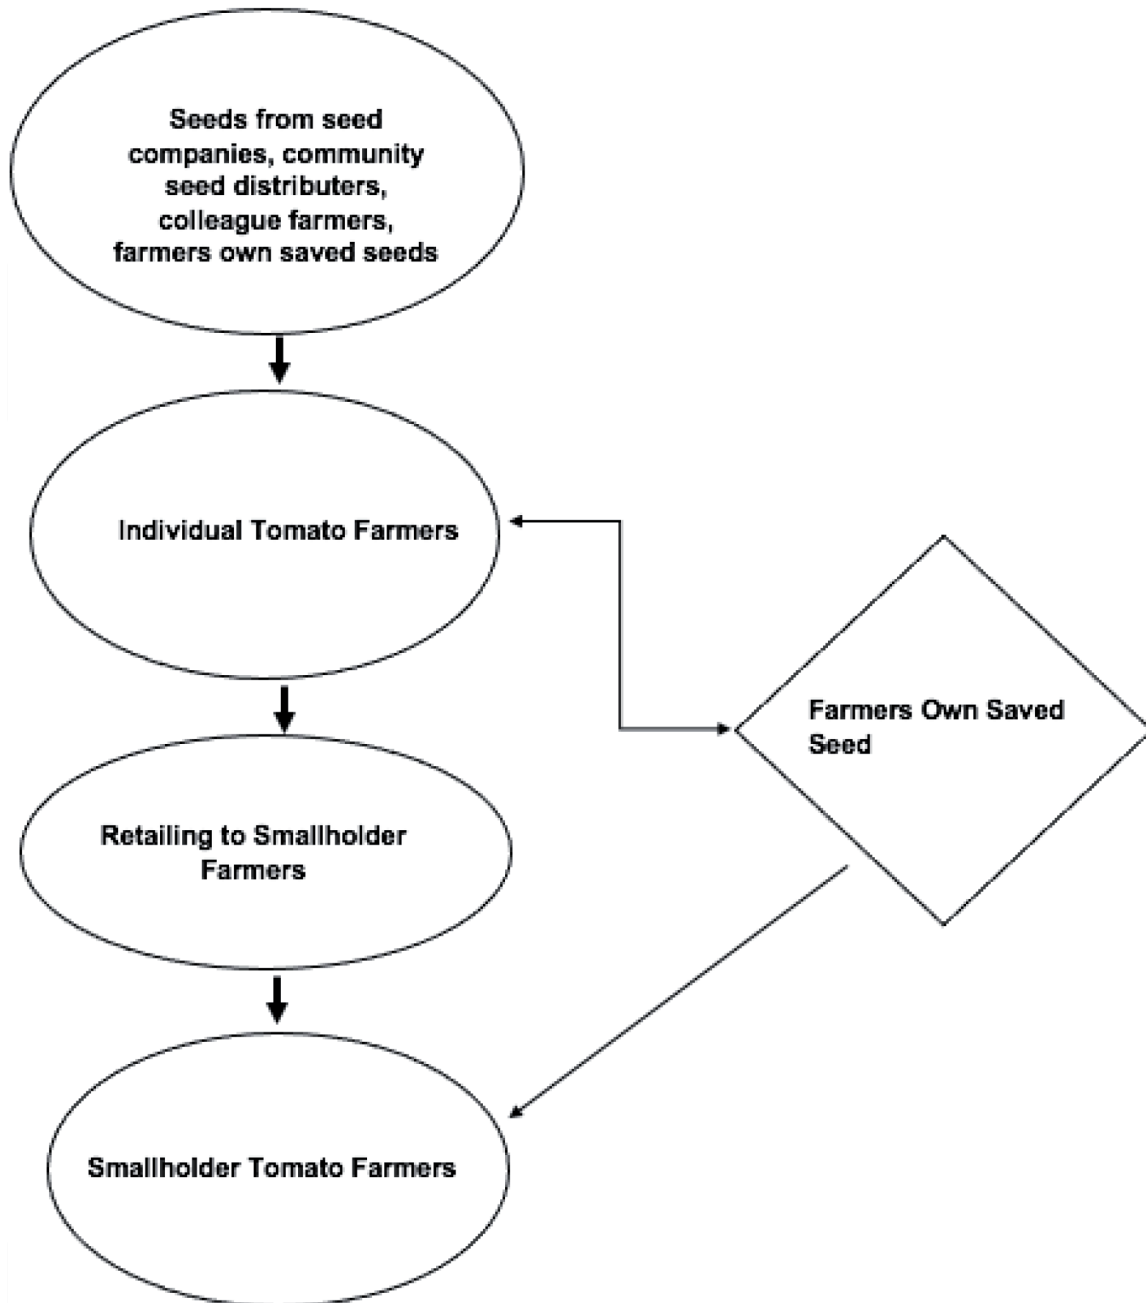 Seeds from seed
companies, community
seed distributers,
colleague farmers,
farmers own saved seeds
Individual Tomato Farmers
Farmers Own Saved
Seed
Retailing to Smallholder
Farmers
Smallholder Tomato Farmers